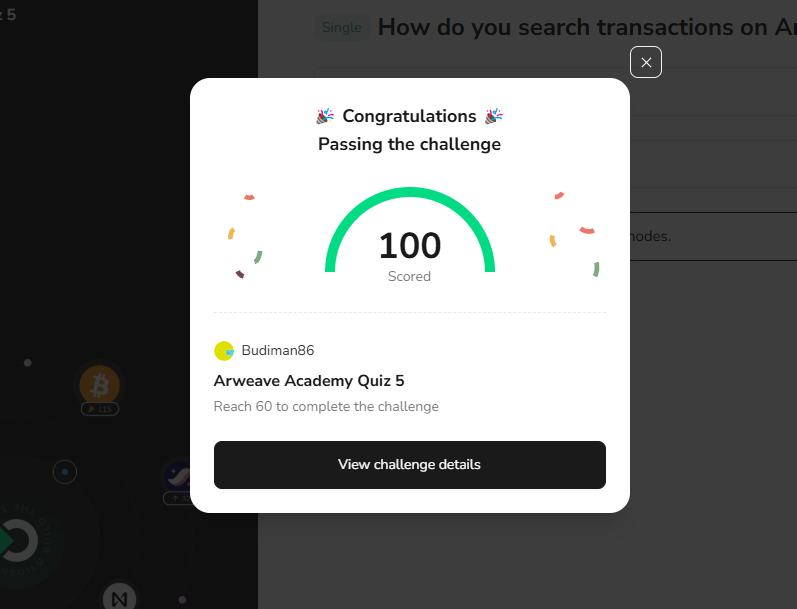 z 5
Single How do you search transactions on A
Congratulations
Passing the challenge
nodes.
100
Scored
Budiman86
Arweave Academy Quiz 5
Reach 60 to complete the challenge
115
View challenge details